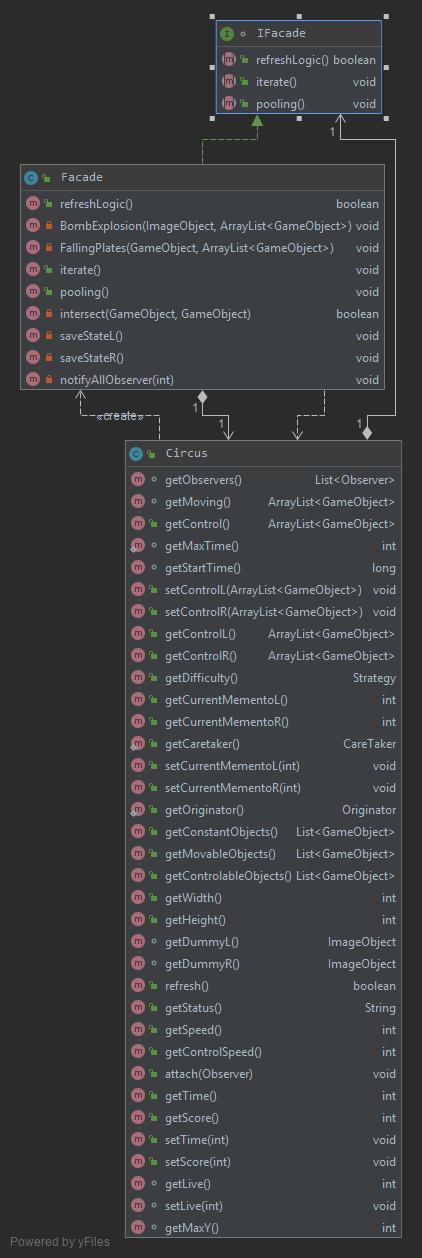 IFacade
refreshLogic() boolean
iterate() void
pooling() void
1
Facade
refreshLogic() boolean
BombExplosion(ImageObject, ArrayList<GameObject>) void
FallingPlates(GameObject, ArrayList<GameObject>) void
iterate() void
pooling() void
intersect(GameObject, GameObject) boolean
saveStateL() void
saveStateR() void
notifyAllObserver(int) void
1
«create»
1
1
Circus
getObservers() List<Observer>
getMoving() ArrayList<GameObject>
getControl() ArrayList<GameObject>
getMaxTime() int
getStartTime() long
setControlL(ArrayList<GameObject>) void
setControlR(ArrayList<GameObject>) void
getControlL() ArrayList<GameObject>
getControlR() ArrayList<GameObject>
getDifficulty() Strategy
getCurrentMementoL() int
getCurrentMementoR() int
getCaretaker() CareTaker
setCurrentMementoL(int) void
setCurrentMementoR(int) void
getOriginator() Originator
getConstantObjects() List<GameObject>
getMovableObjects() List<GameObject>
getControlableObjects() List<GameObject>
getWidth() int
getHeight() int
getDummyL() ImageObject
getDummyR() ImageObject
refresh() boolean
getStatus() String
getSpeed() int
getControlSpeed() int
attach(Observer) void
getTime() int
getScore() int
setTime(int) void
setScore(int) void
getLive() int
setLive(int) void
getMaxY() int
Powered by yFiles